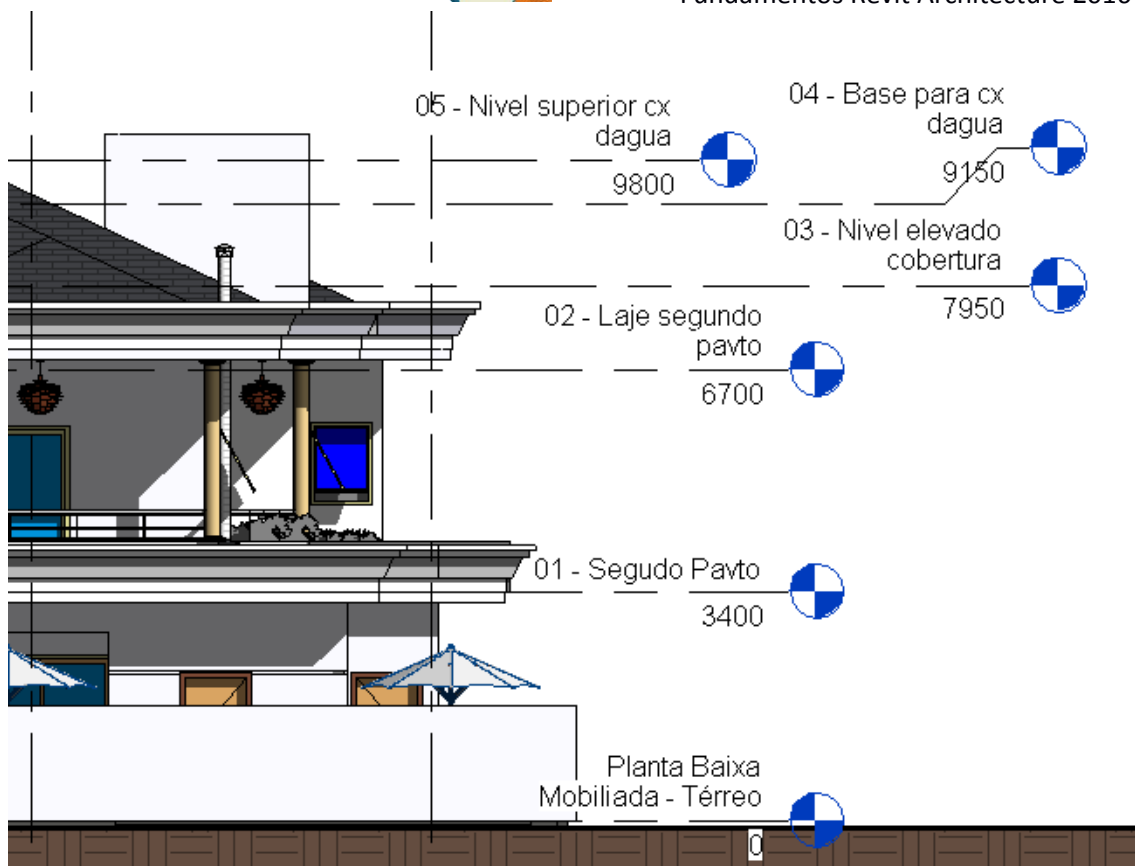 Fundamentos Revit Architecture 2010
05 - Nivel superior cx
dagua
9800
04 - Base para cx
dagua
9150
03 - Nivel elevado
cobertura
7950
02 - Laje segundo
pavto
6700
01 - Segudo Pavto
3400
Planta Baixa
Mobiliada - Térreo
0